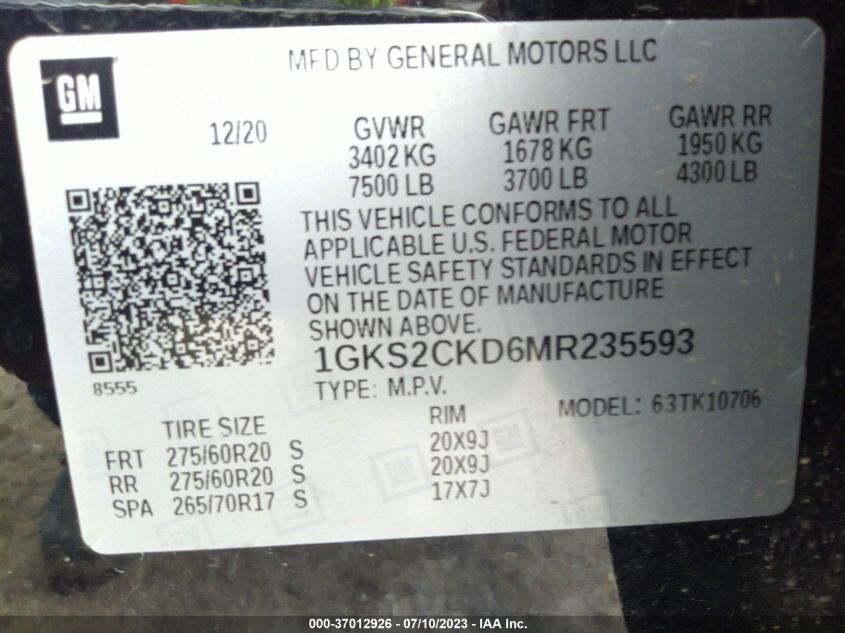 MFD BY GENERAL MOTORS LLC
GM
12/20
GVWR GAWR FRT GAWR RR
3402 KG 1678 KG 1950 KG
7500 LB 3700 LB 4300 LB
THIS VEHICLE CONFORMS TO ALL
APPLICABLE U.S. FEDERAL MOTOR
VEHICLE SAFETY STANDARDS IN EFFECT
ON THE DATE OF MANUFACTURE
SHOWN ABOVE.
1GKS2CKD6MR235593
8555
TYPE: M.P.V.
MODEL: 63TK10706
TIRE SIZE RIM
FRT 275/60R20 S 20X9J
RR 275/60R20 S 20X9J
SPA 265/70R17 S 17X7J
GM GM
000-37012926 - 07/10/2023 - © IAA Inc.